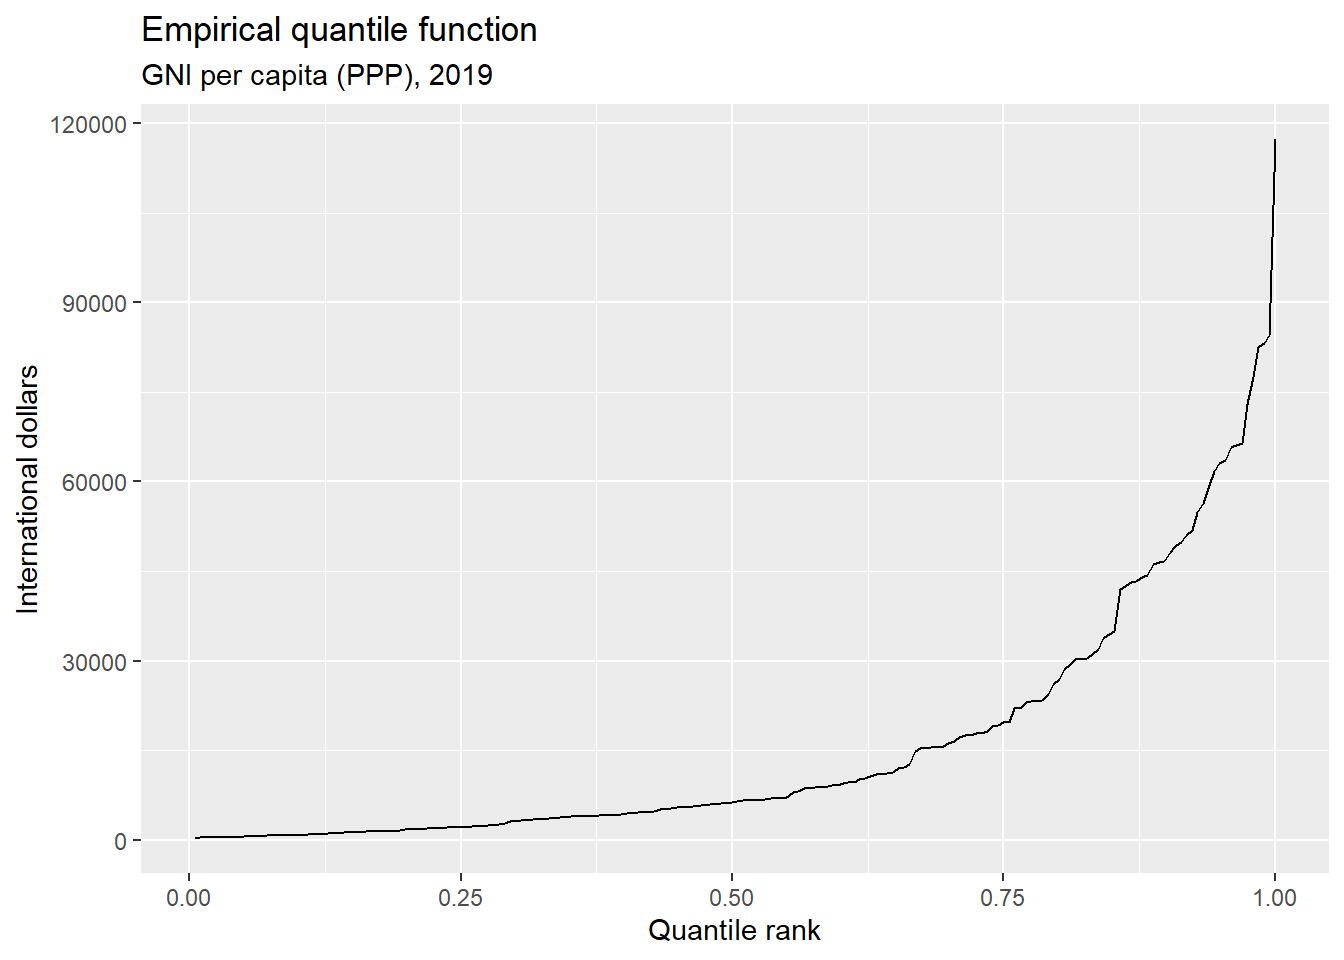 Empirical quantile function
GNI per capita (PPP), 2019
120000
90000
60000
30000
0
International dollars
0.00
0.25
0.50
0.75
1.00
Quantile rank